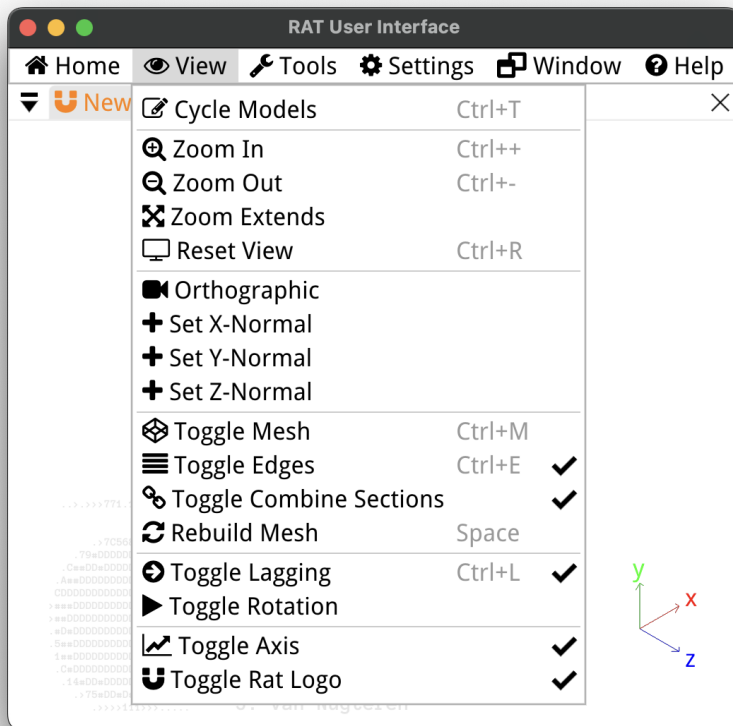 RAT User Interface
Home View Tools Settings Window Help
New
Cycle Models Ctrl+T
Zoom In Ctrl++
Zoom Out Ctrl+-
Zoom Extends
Reset View Ctrl+R
Orthographic
Set X-Normal
Set Y-Normal
Set Z-Normal
Toggle Mesh Ctrl+M
Toggle Edges Ctrl+E
Toggle Combine Sections
Rebuild Mesh Space
Toggle Lagging Ctrl+L
Toggle Rotation
Toggle Axis
Toggle Rat Logo
y
x
z
J. van Nugteren